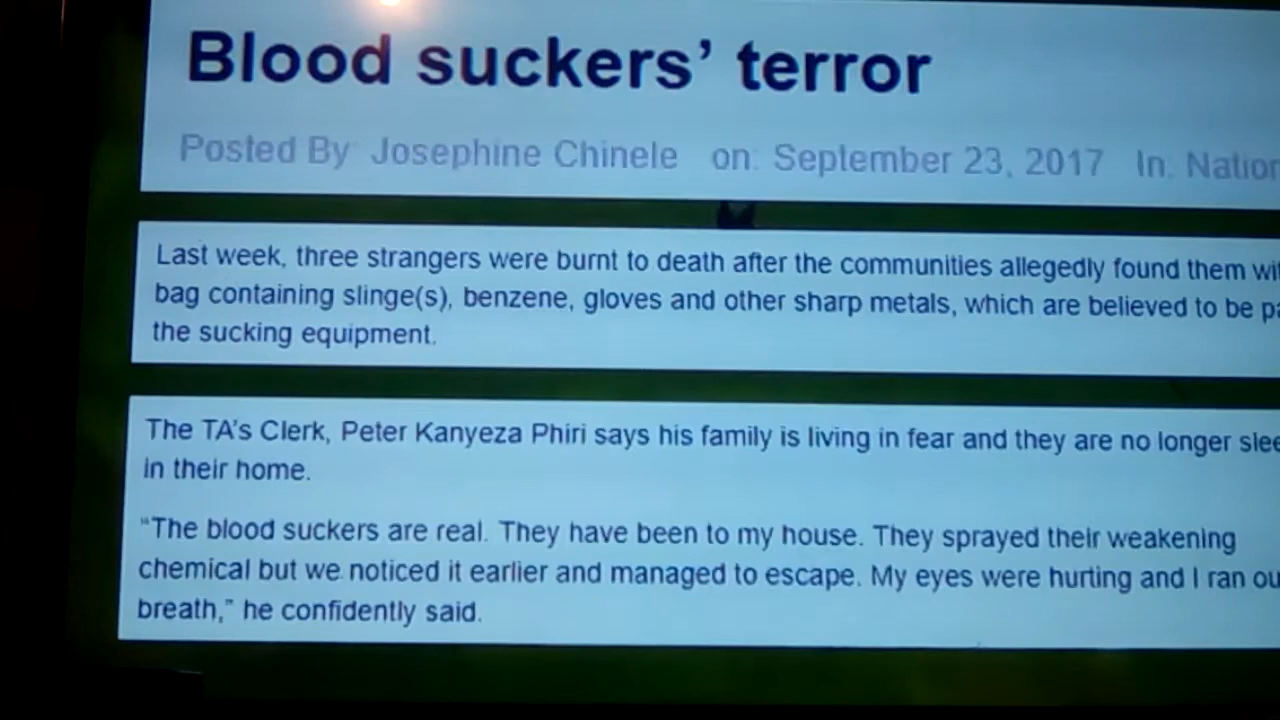 Blood suckers' terror
Posted By Josephine Chinele on: September 23, 2017 In:
Last week, three strangers were burnt to death after the communities allegedly found them
bag containing slinge(s), benzene, gloves and other sharp metals, which are believed to be
the sucking equipment.
The TA's Clerk, Peter Kanyeza Phiri says his family is living in fear and they are no longer
in their home.
“The blood suckers are real. They have been to my house. They sprayed their weakening
chemical but we noticed it earlier and managed to escape. My eyes were hurting and I ran
breath,” he confidently said.